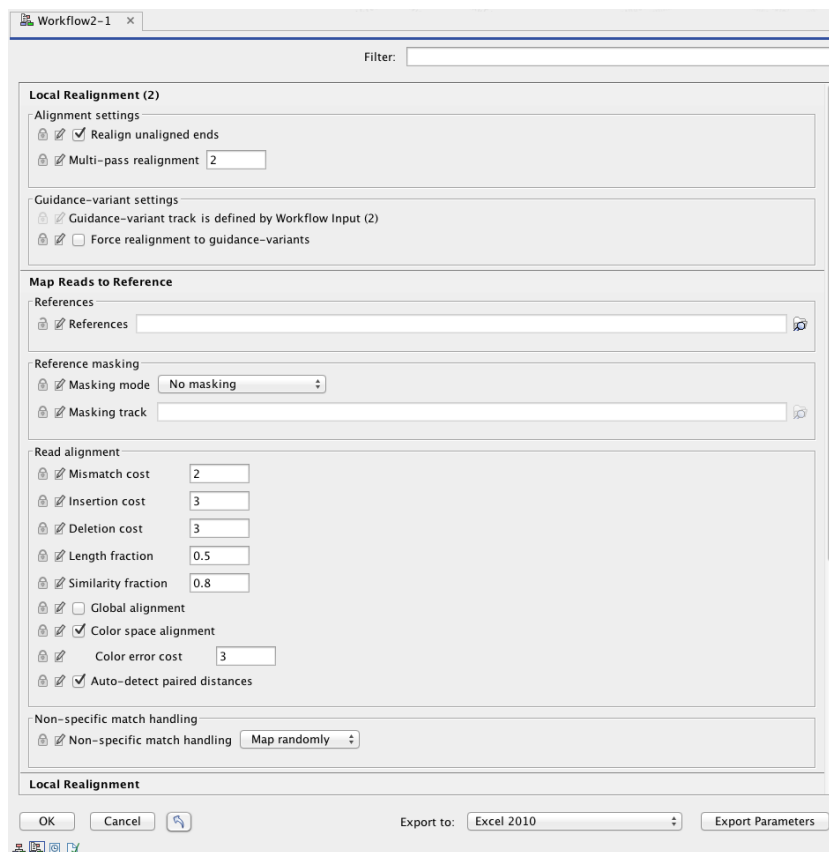 Workflow2-1 ×
Filter:
Local Realignment (2)
Alignment settings
Realign unaligned ends
Multi-pass realignment 2
Guidance-variant settings
Guidance-variant track is defined by Workflow Input (2)
Force realignment to guidance-variants
Map Reads to Reference
References
References
Reference masking
Masking mode No masking
Masking track
Read alignment
Mismatch cost 2
Insertion cost 3
Deletion cost 3
Length fraction 0.5
Similarity fraction 0.8
Global alignment
Color space alignment
Color error cost 3
Auto-detect paired distances
Non-specific match handling
Non-specific match handling Map randomly
Local Realignment
OK Cancel Export to: Excel 2010 Export Parameters